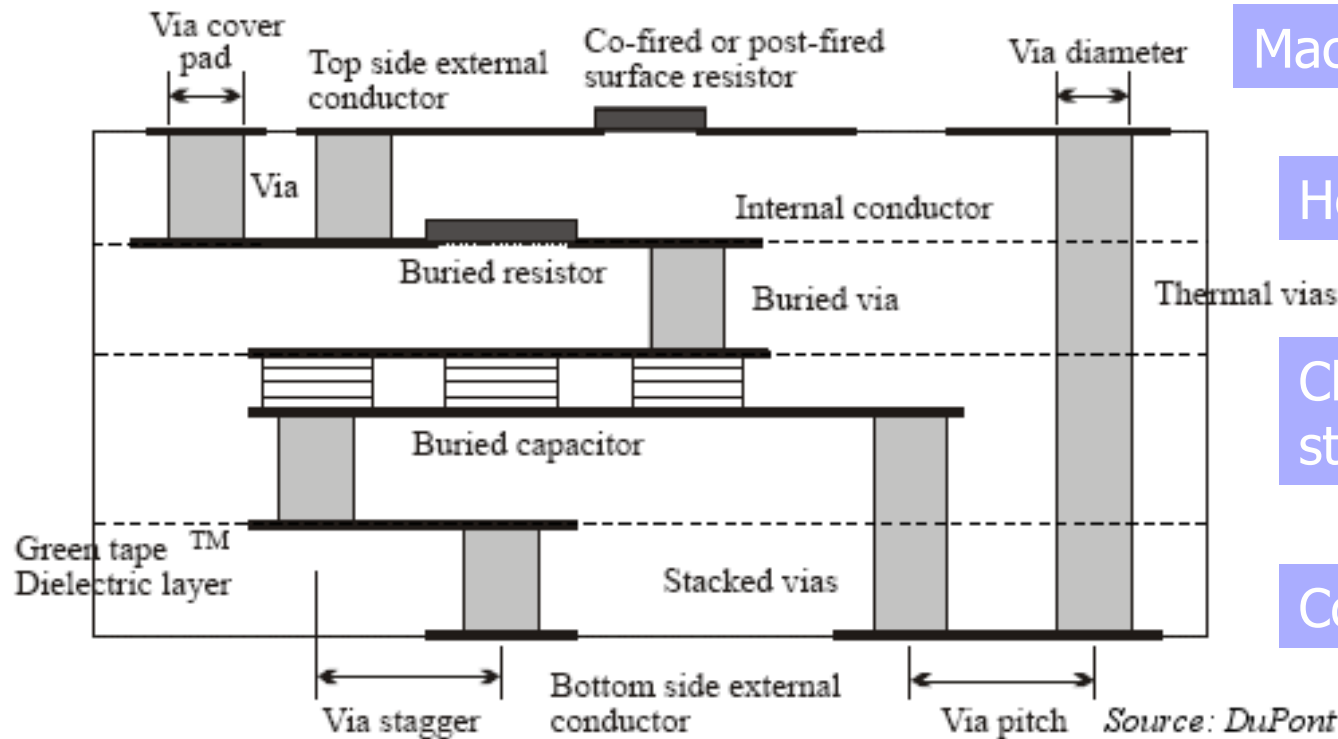 Via cover
pad
Top side external
conductor
Co-fired or post-fired
surface resistor
Via diameter
Via
Internal conductor
Buried resistor
Buried via
Thermal vias
Buried capacitor
Green tape TM
Dielectric layer
Stacked vias
Via stagger
Bottom side external
conductor
Via pitch
Source: DuPont
st
Co